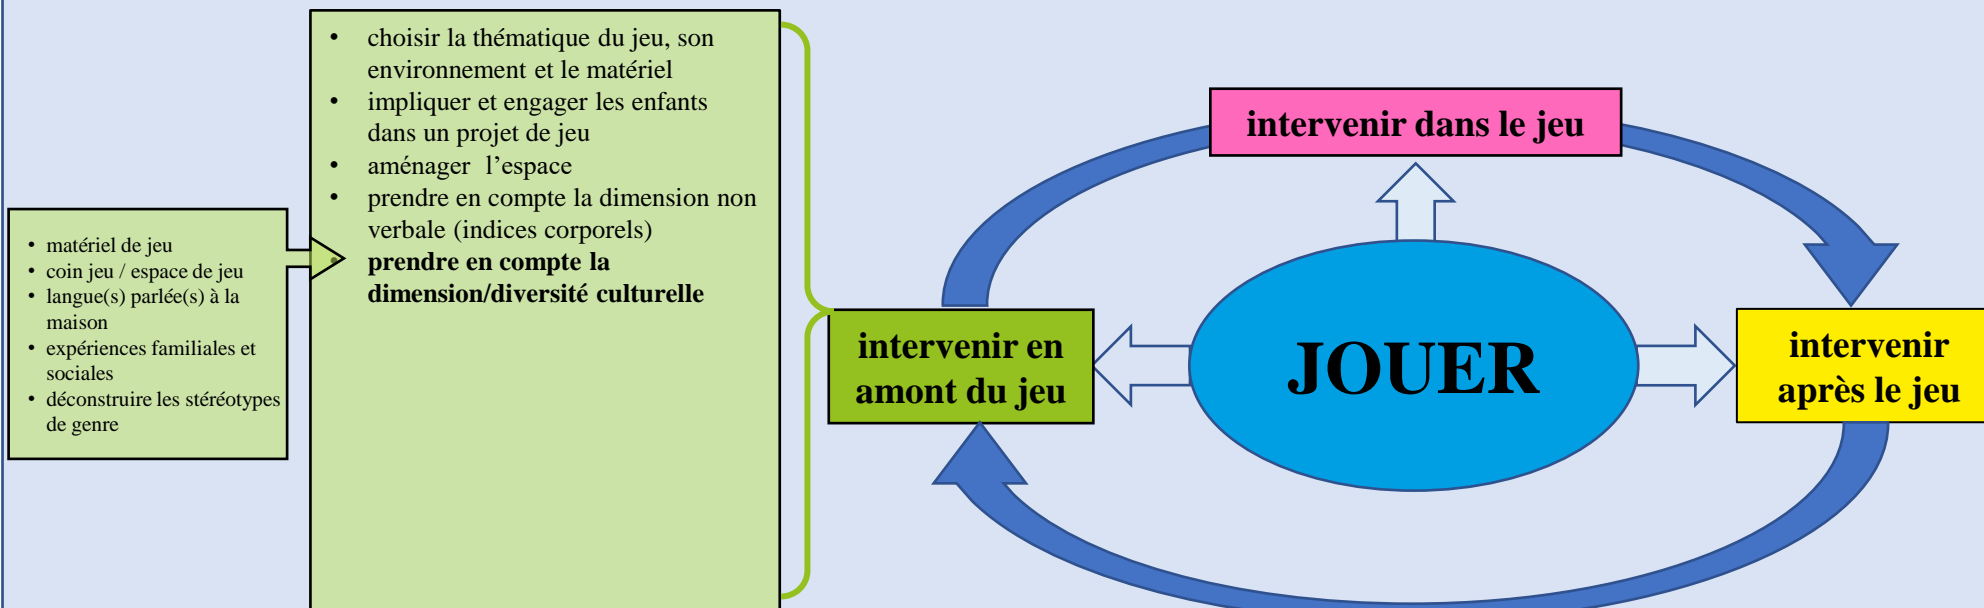 • matériel de jeu
• coin jeu / espace de jeu
• langue(s) parlée(s) à la
maison
• expériences familiales et
sociales
• déconstruire les stéréotypes
de genre
• choisir la thématique du jeu, son
environnement et le matériel
• impliquer et engager les enfants
dans un projet de jeu
• aménager l’espace
• prendre en compte la dimension non
verbale (indices corporels)
• prendre en compte la
dimension/diversité culturelle
intervenir dans le jeu
intervenir en
amont du jeu
JOUER
intervenir
après le jeu